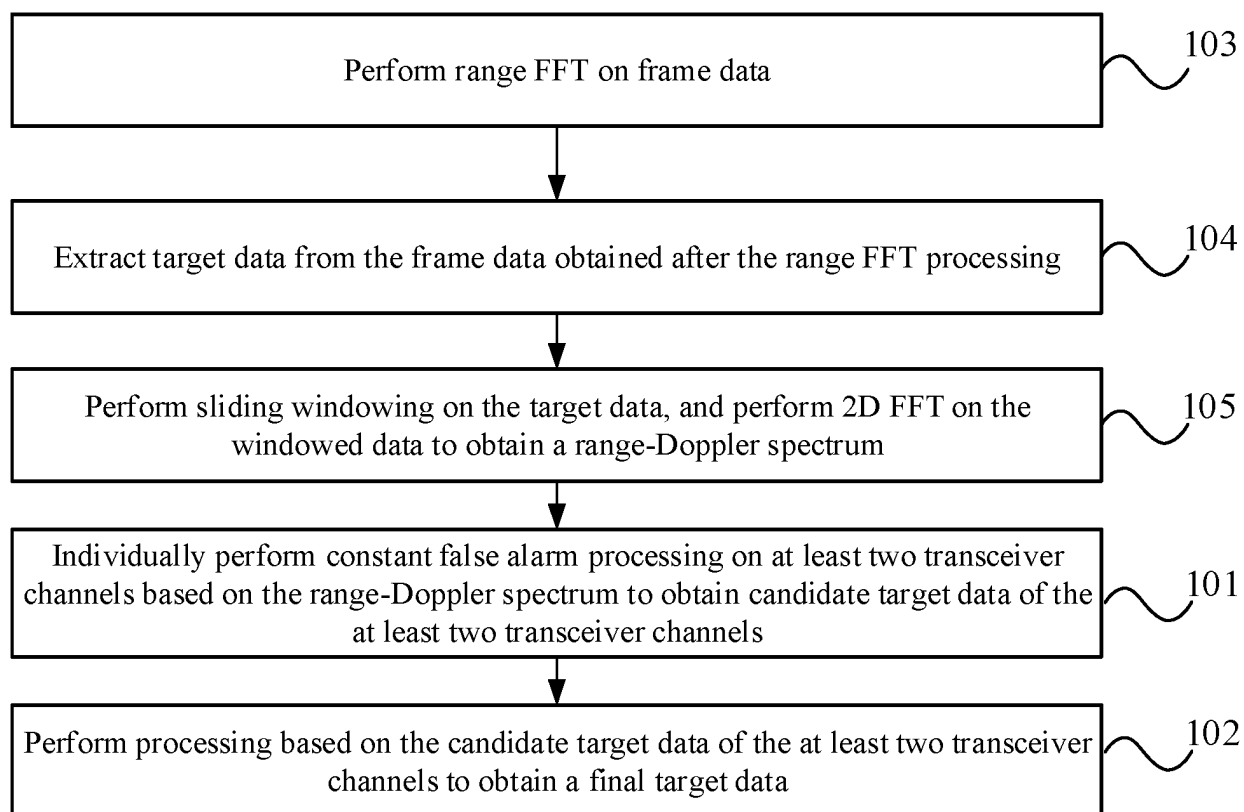 Perform range FFT on frame data
103
Extract target data from the frame data obtained after the range FFT processing
104
Perform sliding windowing on the target data, and perform 2D FFT on the
windowed data to obtain a range-Doppler spectrum
105
Individually perform constant false alarm processing on at least two transceiver
channels based on the range-Doppler spectrum to obtain candidate target data of the
at least two transceiver channels
101
Perform processing based on the candidate target data of the at least two transceiver
channels to obtain a final target data
102